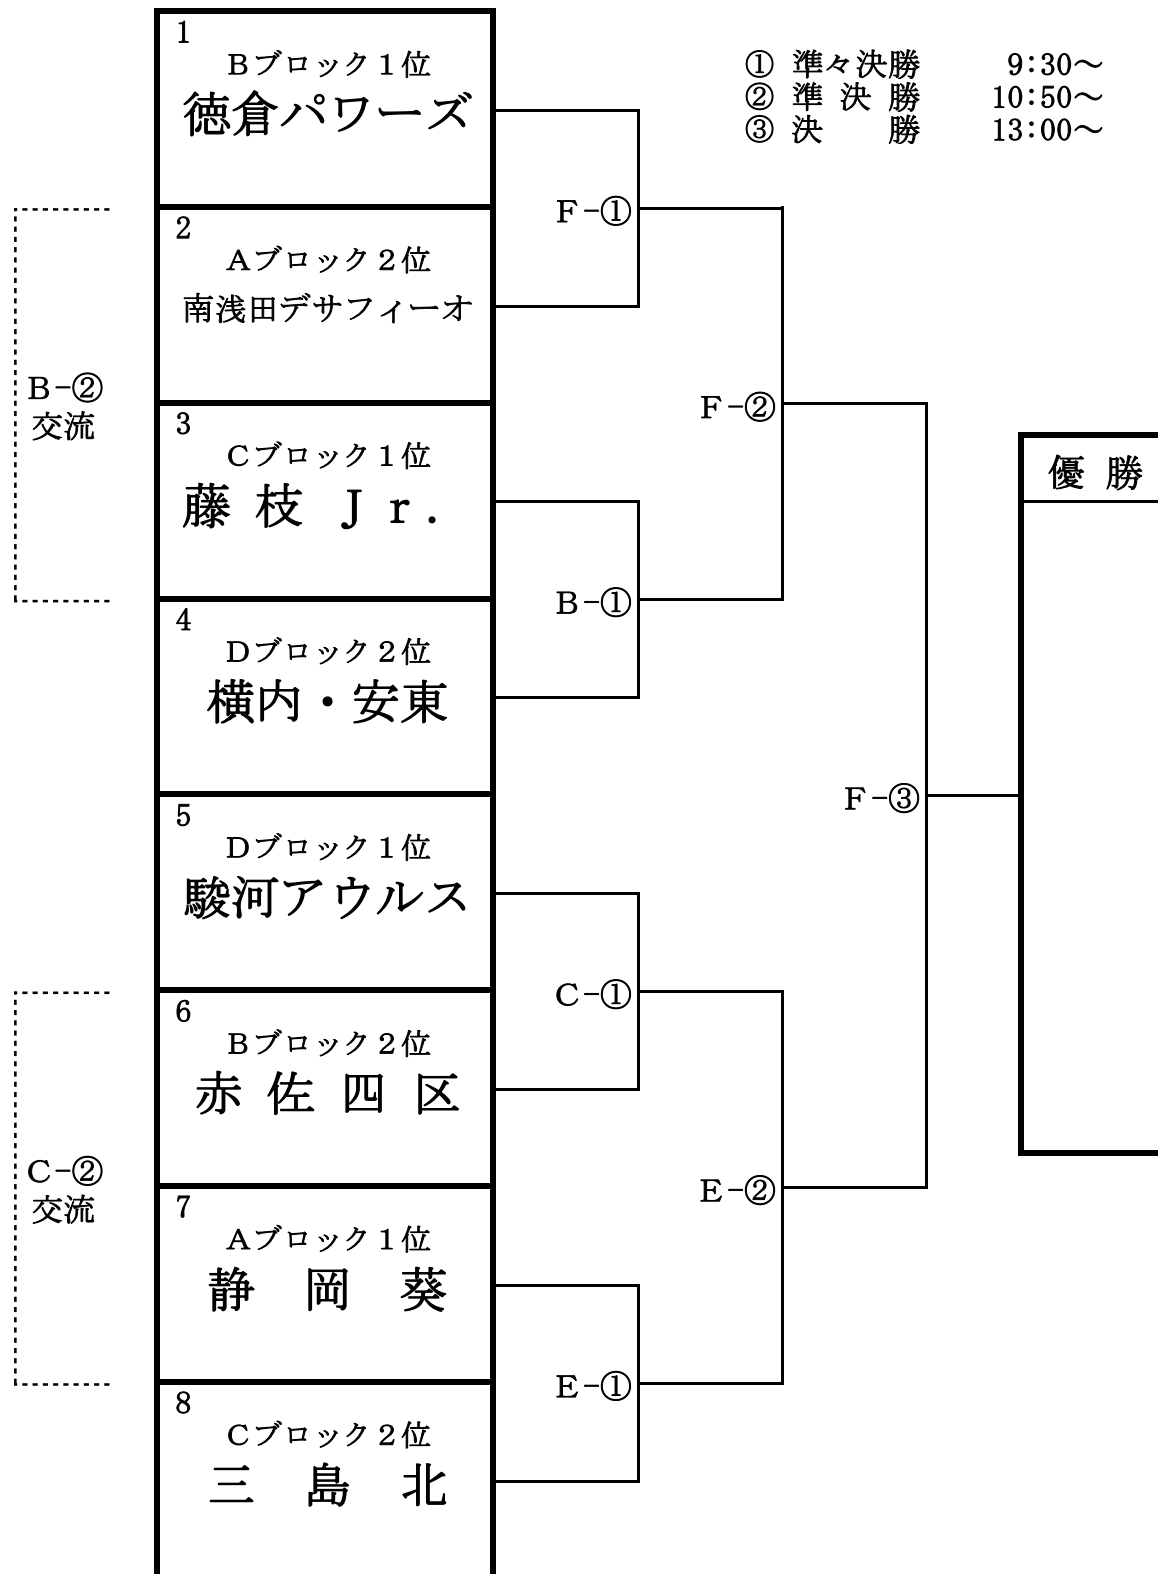 ① 準々決勝 9:30～
② 準 決 勝 10:50～
③ 決 勝 13:00～
1
Bブロック1位
徳倉パワーズ
F-①
2
Aブロック2位
南浅田デサフィーオ
B-②
交流
F-②
3
Cブロック1位
藤 枝 J r .
優 勝
B-①
4
Dブロック2位
横内・安東
F-③
5
Dブロック1位
駿河アウルス
C-①
6
Bブロック2位
赤 佐 四 区
C-②
交流
E-②
7
Aブロック1位
静 岡 葵
E-①
8
Cブロック2位
三 島 北